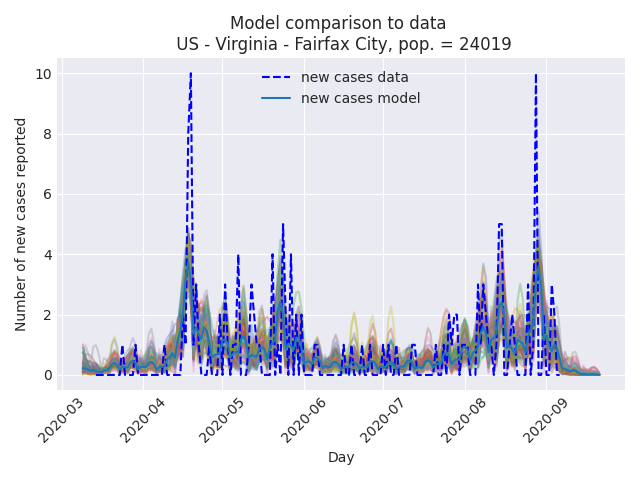 Model comparison to data
US - Virginia - Fairfax City, pop. = 24019
new cases data
new cases model
Number of new cases reported
10
8
6
4
2
0
2020-03
2020-04
2020-05
2020-06
2020-07
2020-08
2020-09
Day